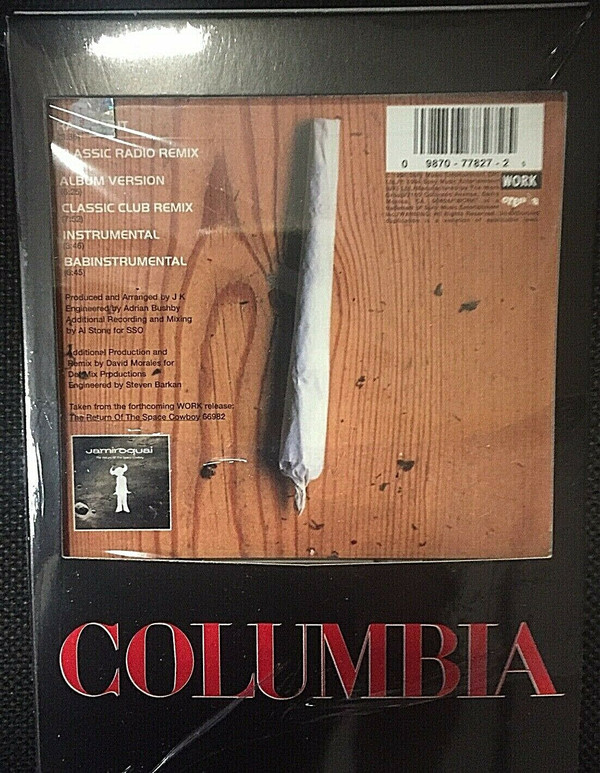 CLASSIC RADIO REMIX
ALBUM VERSION
CLASSIC CLUB REMIX
INSTRUMENTAL
BABINSTRUMENTAL
[6:45]
Produced and Arranged by J K
Engineered by Adrian Bushby
Additional Recording and Mixing
by Al Stone for SSO
Additional Production and
Remix by David Morales for
Def Mix Productions
Engineered by Steven Barkan
Taken from the forthcoming WORK release:
The Return Of The Space Cowboy 66982
Jamiroquai
0 9870-77827-2 5
WORK
COLUMBIA